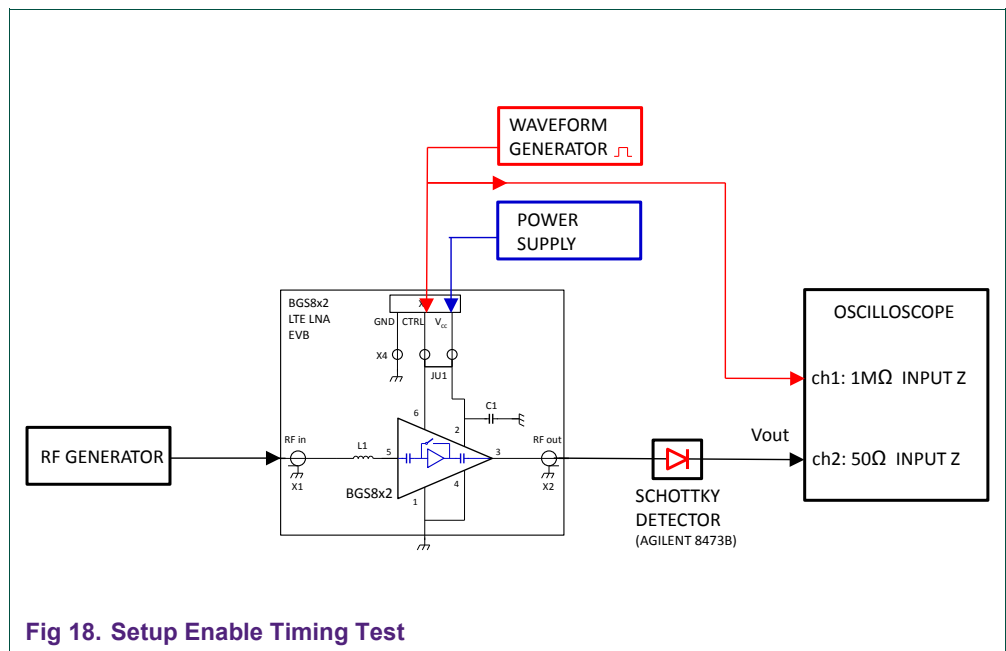 WAVEFORM
GENERATOR
POWER
SUPPLY
BGS8x2
LTE LNA
EVB
GND CTRL Vcc
X4
JU1
OSCILLOSCOPE
ch1: 1MΩ INPUT Z
C1
6
2
RF GENERATOR
RF in
X1
L1
5
3
4
1
BGS8x2
RF out
X2
Vout
ch2: 50Ω INPUT Z
SCHOTTKY
DETECTOR
(AGILENT 8473B)
Fig 18. Setup Enable Timing Test